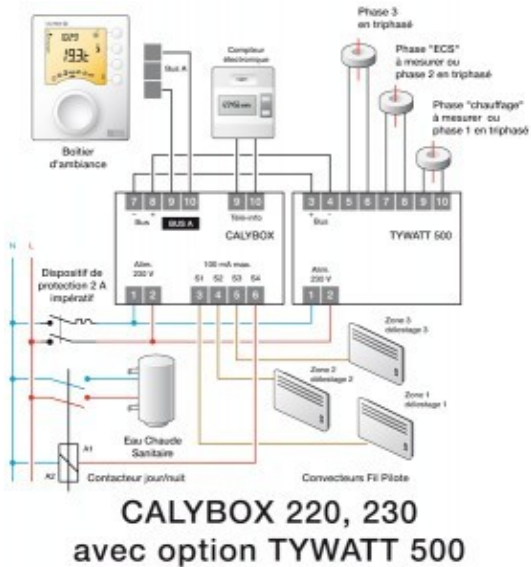 Phase 3
en triphasé
Compteur
électronique
Phase "ECS"
à mesurer ou
phase 2 en triphasé
Bus A
Phase "chauffage"
à mesurer ou
phase 1 en triphasé
Boîtier
d'ambiance
7 8 9 10
9 10
3 4 5 6 7 8 9 10
- +
Bus
BUS A
Télé-info
+ -
Bus
CALYBOX
TYWATT 500
N L
Alim.
230 V
100 mA max.
S1 S2 S3 S4
Alim.
230 V
Dispositif de
protection 2 A
impératif
1 2
3 4 5 6
1 2
Zone 3
délestage 3
Zone 2
délestage 2
Zone 1
délestage 1
Eau Chaude
Sanitaire
A1
A2
Contacteur jour/nuit
Convecteurs Fil Pilote
CALYBOX 220, 230
avec option TYWATT 500